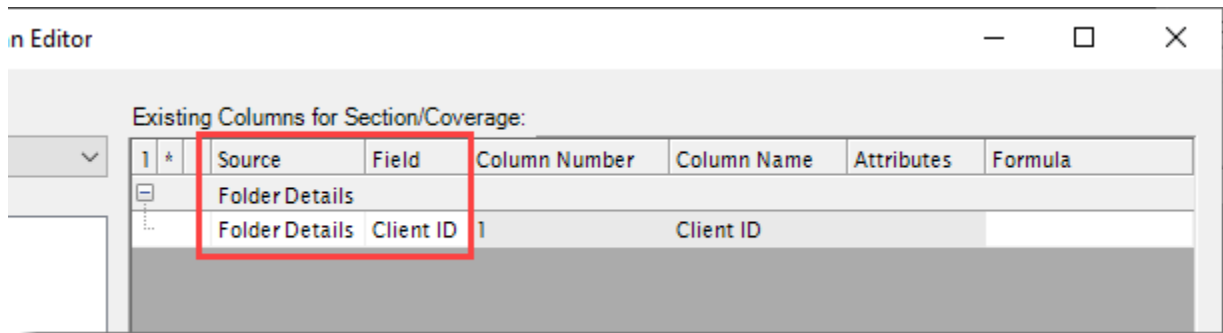 n Editor
Existing Columns for Section/Coverage:
1 * Source Field Column Number Column Name Attributes Formula
Folder Details
Folder Details Client ID 1 Client ID